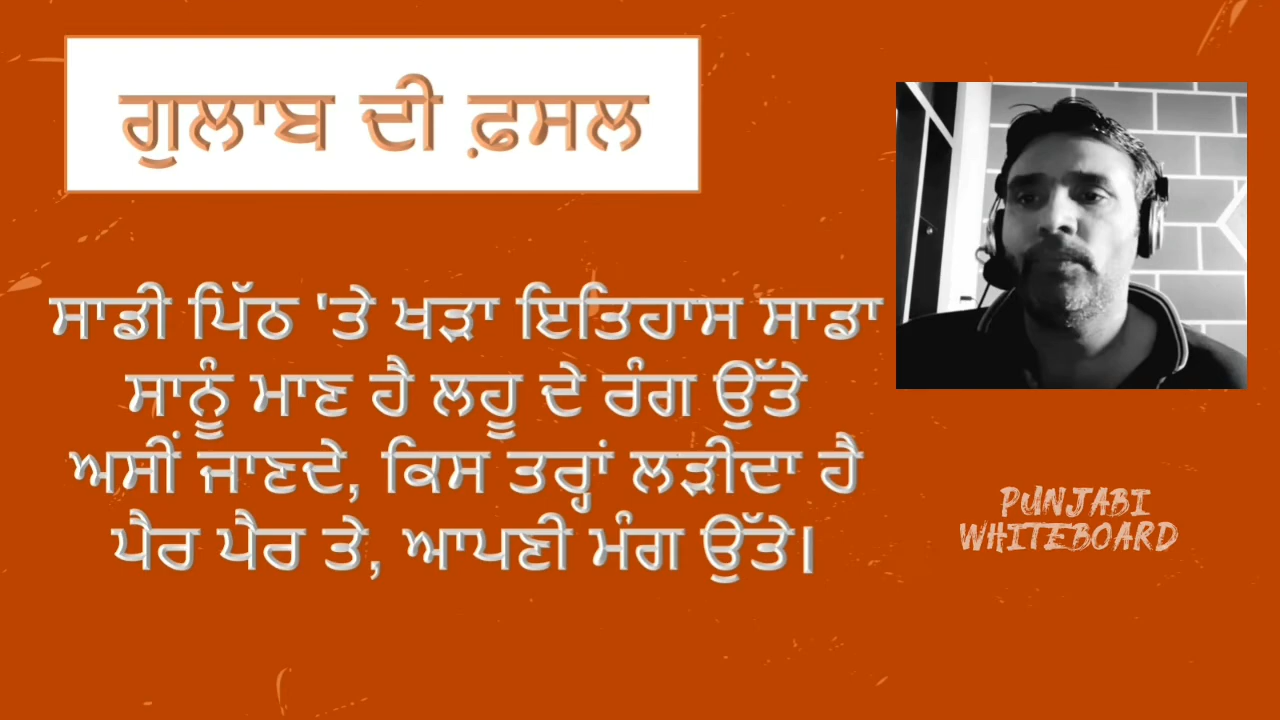 ਗੁਲਾਬ ਦੀ ਫ਼ਸਲ
ਸਾਡੀ ਪਿੱਠ 'ਤੇ ਖੜਾ ਇਤਿਹਾਸ ਸਾਡਾ
ਸਾਨੂੰ ਮਾਣ ਹੈ ਲਹੂ ਦੇ ਰੰਗ ਉੱਤੇ
ਅਸੀਂ ਜਾਣਦੇ, ਕਿਸ ਤਰ੍ਹਾਂ ਲੜੀਦਾ ਹੈ
ਪੈਰ ਪੈਰ ਤੇ, ਆਪਣੀ ਮੰਗ ਉੱਤੇ।
PUNJABI
WHITEBOARD